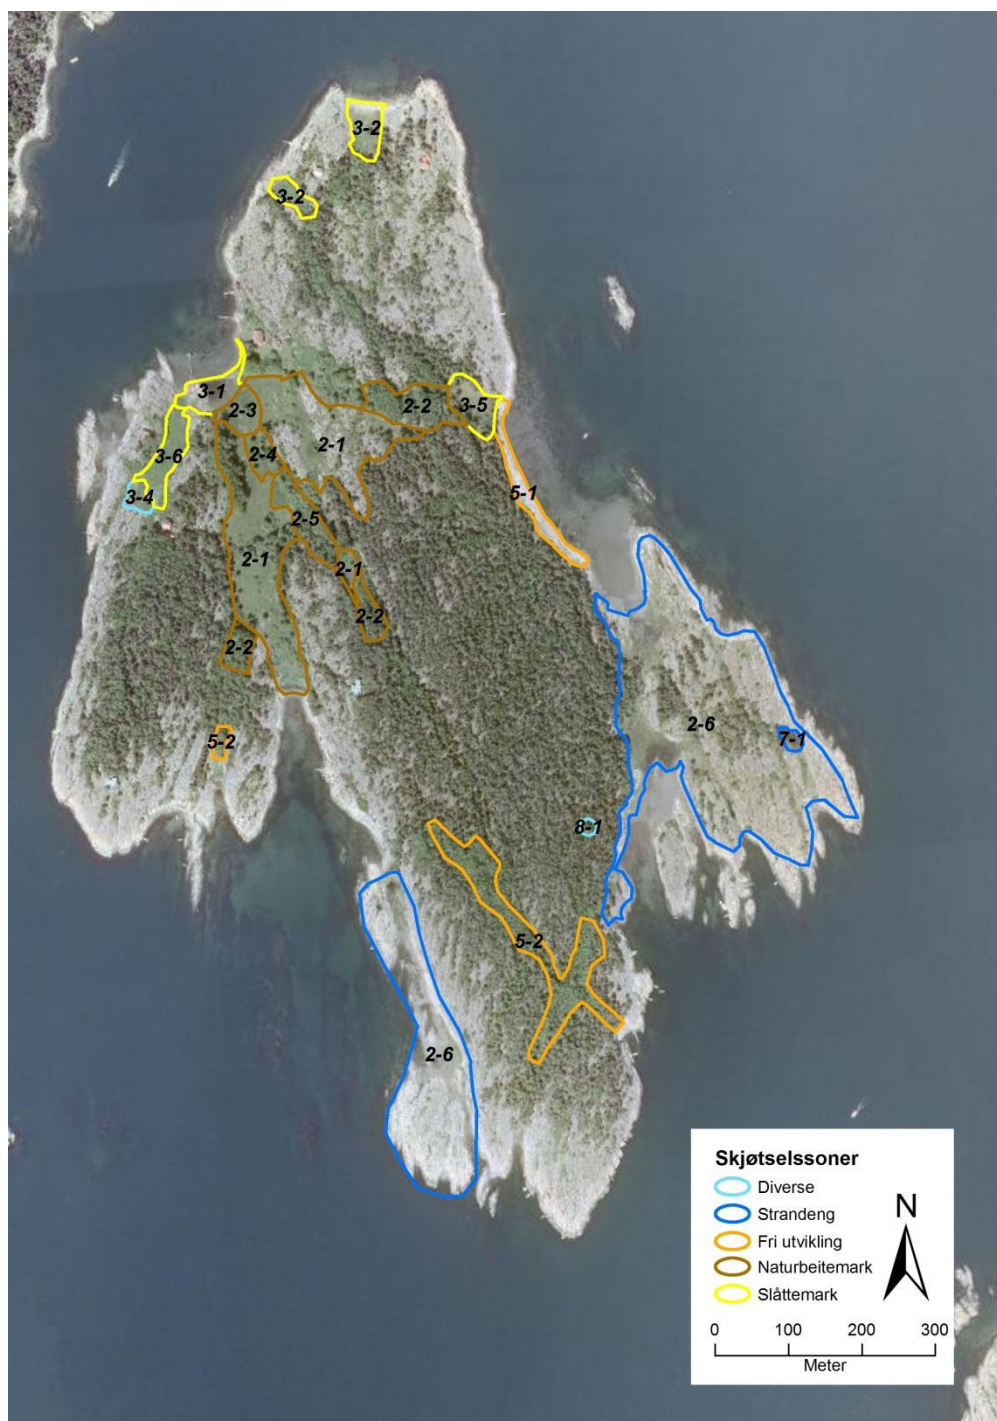 3-2
3-2
3-1
2-3
2-2
3-5
2-1
3-6
2-4
3-4
5-1
2-5
2-1
2-1
2-2
2-2
2-6
7-1
5-2
8-1
5-2
2-6
Skjøtselssoner
Diverse
Strandeng
Fri utvikling
Naturbeitemark
Slåttemark
N
0 100 200 300
Meter